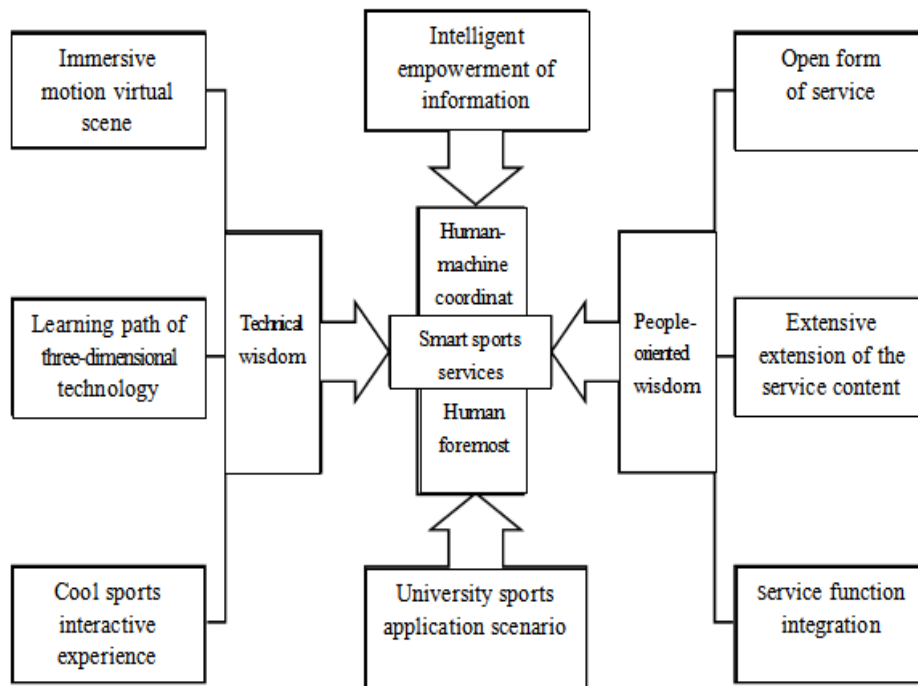 Immersive
motion virtual
scene
Learning path of
three-dimensional
technology
Cool sports
interactive
experience
Technical
wisdom
Intelligent
empowerment of
information
Human-
machine
coordinat
Smart sports
services
Human
foremost
University sports
application scenario
People-
oriented
wisdom
Open form
of service
Extensive
extension of the
service content
Service function
integration